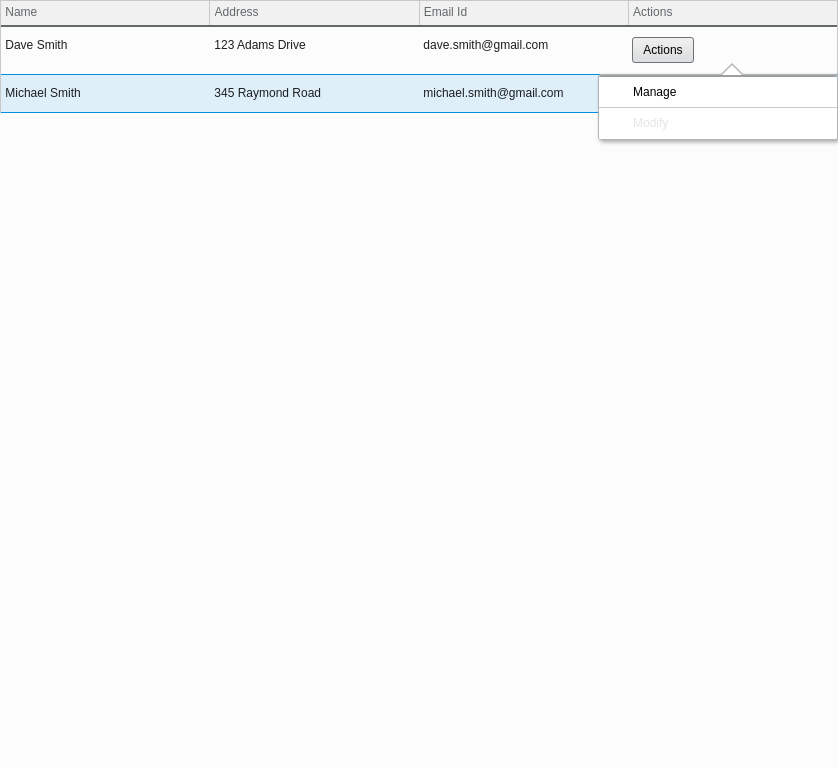 Name Address Email Id Actions
Dave Smith 123 Adams Drive dave.smith@gmail.com Actions
Michael Smith 345 Raymond Road michael.smith@gmail.com
Manage
Modify